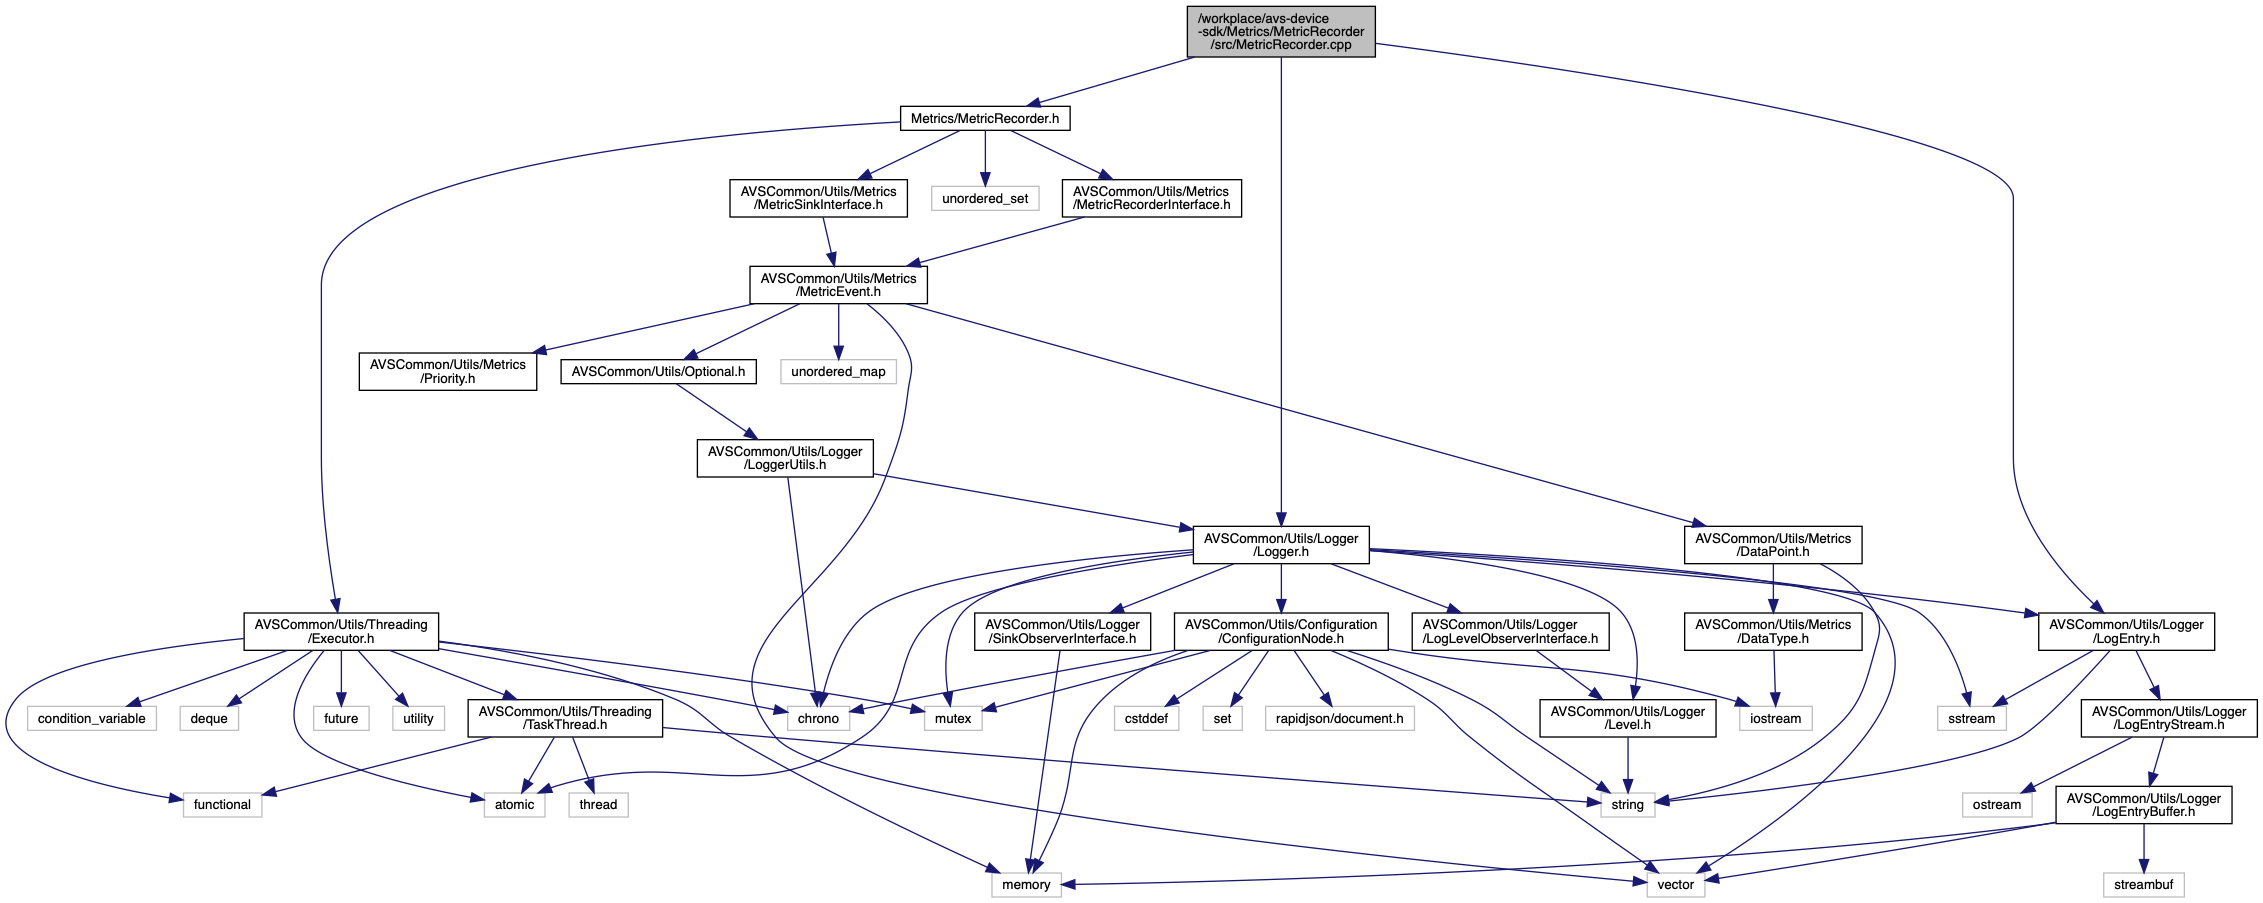 /workplace/avs-device
-sdk/Metrics/MetricRecorder
/src/MetricRecorder.cpp
Metrics/MetricRecorder.h
AVSCommon/Utils/Metrics
/MetricSinkInterface.h
unordered_set
AVSCommon/Utils/Metrics
/MetricRecorderInterface.h
AVSCommon/Utils/Metrics
/MetricEvent.h
AVSCommon/Utils/Metrics
/Priority.h
AVSCommon/Utils/Optional.h
unordered_map
AVSCommon/Utils/Logger
/LoggerUtils.h
AVSCommon/Utils/Logger
/Logger.h
AVSCommon/Utils/Metrics
/DataPoint.h
AVSCommon/Utils/Threading
/Executor.h
AVSCommon/Utils/Logger
/SinkObserverInterface.h
AVSCommon/Utils/Configuration
/ConfigurationNode.h
AVSCommon/Utils/Logger
/LogLevelObserverInterface.h
AVSCommon/Utils/Metrics
/DataType.h
AVSCommon/Utils/Logger
/LogEntry.h
condition_variable
deque
future
utility
AVSCommon/Utils/Threading
/TaskThread.h
chrono
mutex
cstddef
set
rapidjson/document.h
AVSCommon/Utils/Logger
/Level.h
iostream
sstream
AVSCommon/Utils/Logger
/LogEntryStream.h
functional
atomic
thread
string
ostream
AVSCommon/Utils/Logger
/LogEntryBuffer.h
memory
vector
streambuf